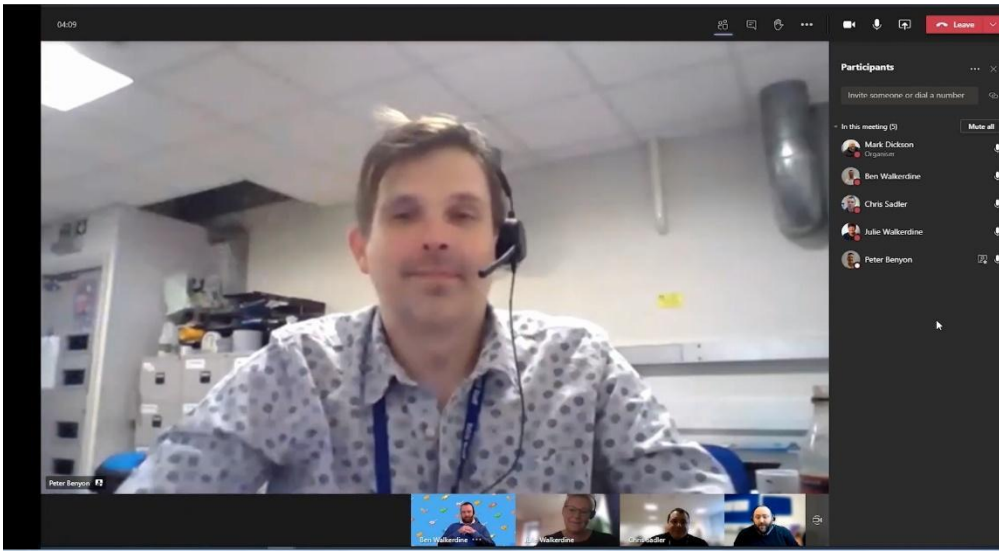 04:09
Leave
Participants
Invite someone or dial a number
In this meeting (5)
Mute all
Mark Dickson
Organiser
Ben Walkerdine
Chris Sadler
Julie Walkerdine
Peter Benyon
Peter Benyon
Ben Walkerdine
Julie Walkerdine
Chris Sadler